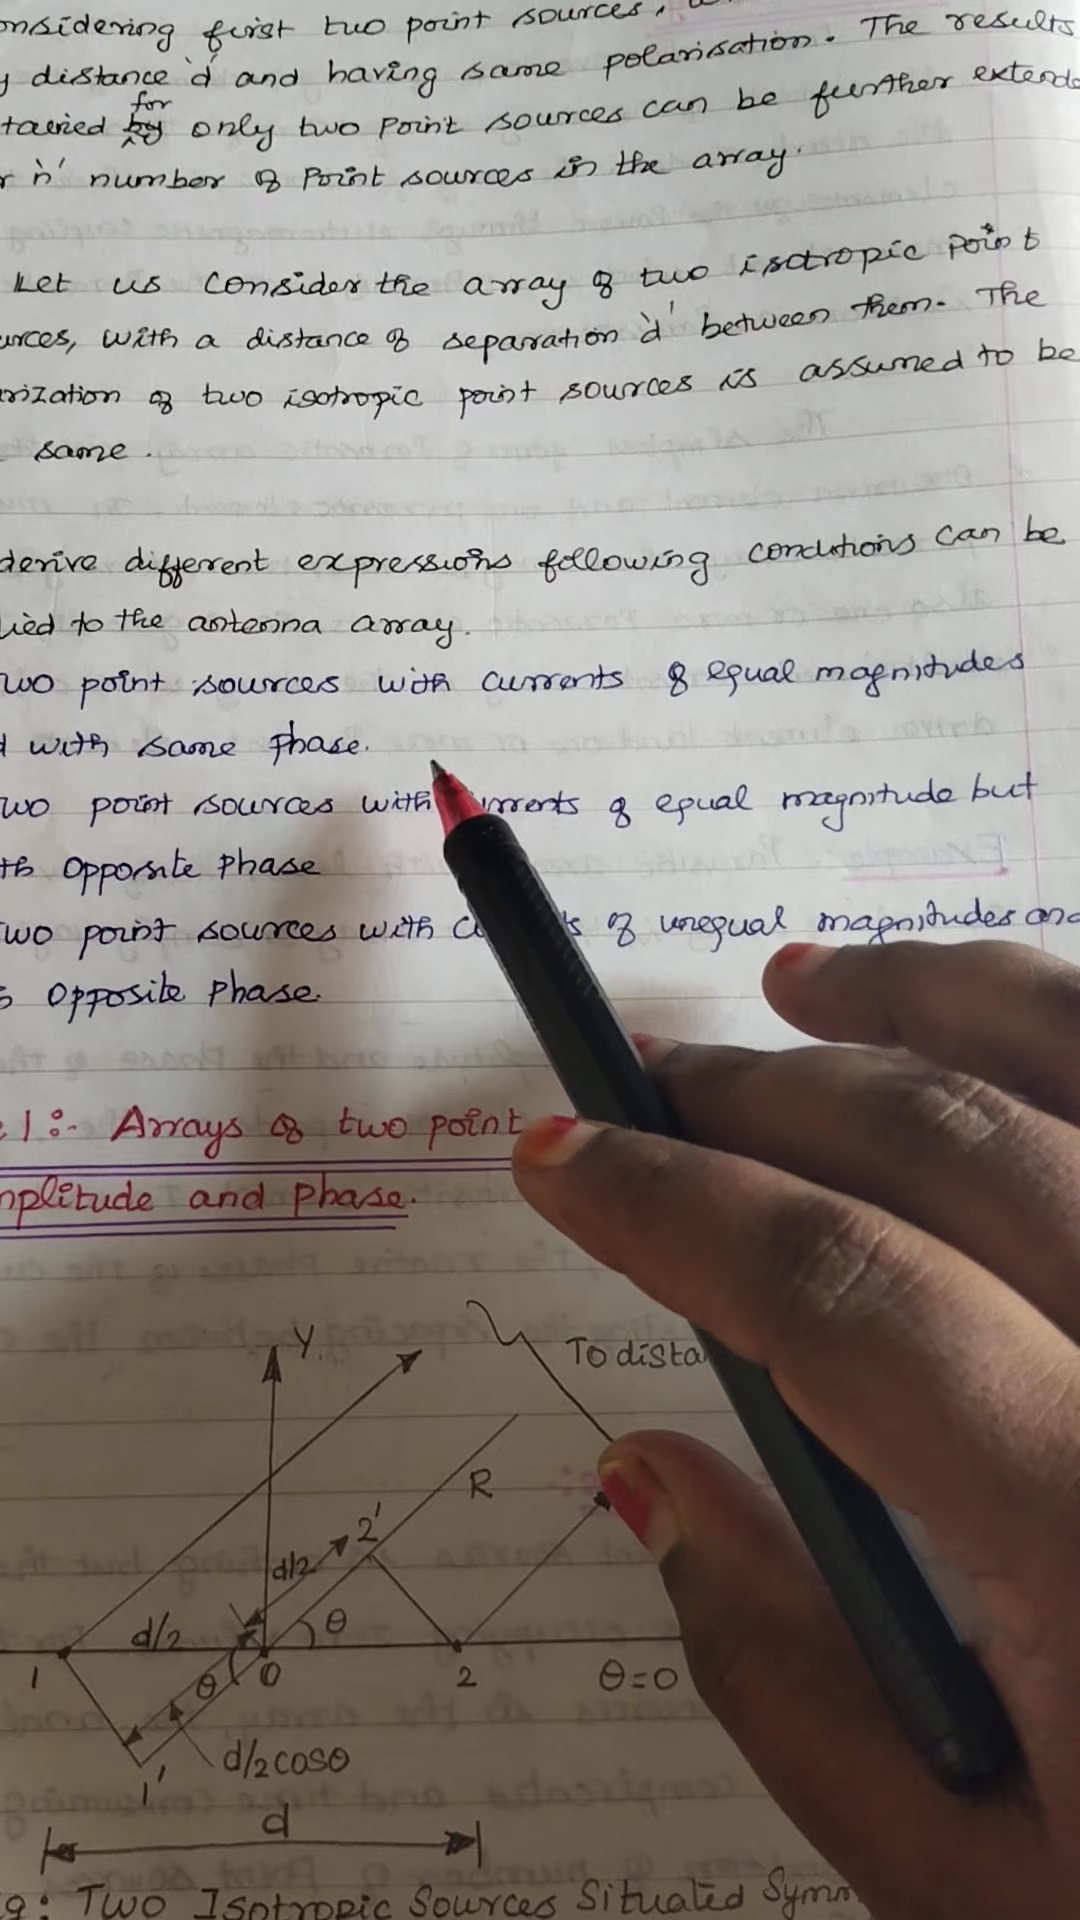 onsidering first two point sources,
y distance 'd' and having same polarisation. The results
for
tained by only two point sources can be further extende
r 'n' number of point sources in the array.
Let us consider the array of two isotropic point
urces, with a distance of separation 'd' between them. The
rization of two isotropic point sources is assumed to be
same.
derive different expressions following conditions can be
lied to the antenna array.
wo point sources with currents of equal magnitudes
d with same phase.
wo point sources with urrents of equal magnitude but
th opposite phase
wo point sources with c s of unequal magnitudes and
opposite phase.
e 1:- Arrays of two point
mplitude and phase.
Y
To dista
R
2'
d/2
d/2
θ
θ
1
0
2
θ=0
d/2 cosθ
1'
d
g: Two Isotropic Sources Situated Symm